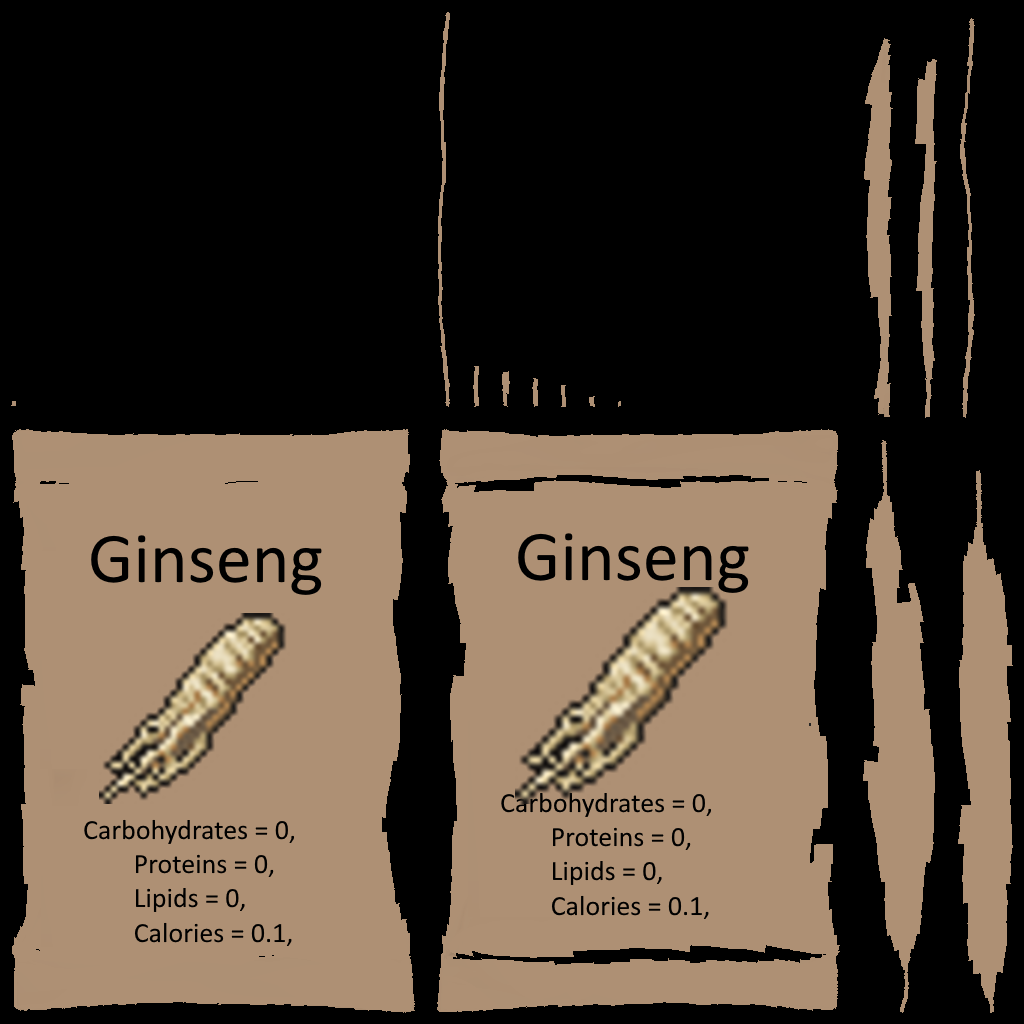 Ginseng
Carbohydrates = 0,
Proteins = 0,
Lipids = 0,
Calories = 0.1,
Ginseng
Carbohydrates = 0,
Proteins = 0,
Lipids = 0,
Calories = 0.1,